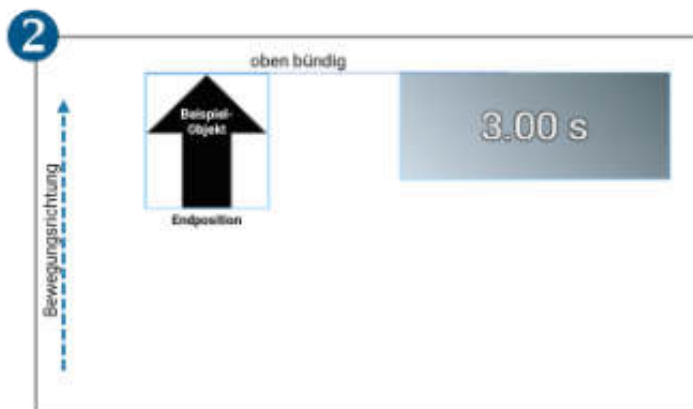 2
oben bündig
Beispiel-
Objekt
3.00 s
Endposition
Bewegungsrichtung